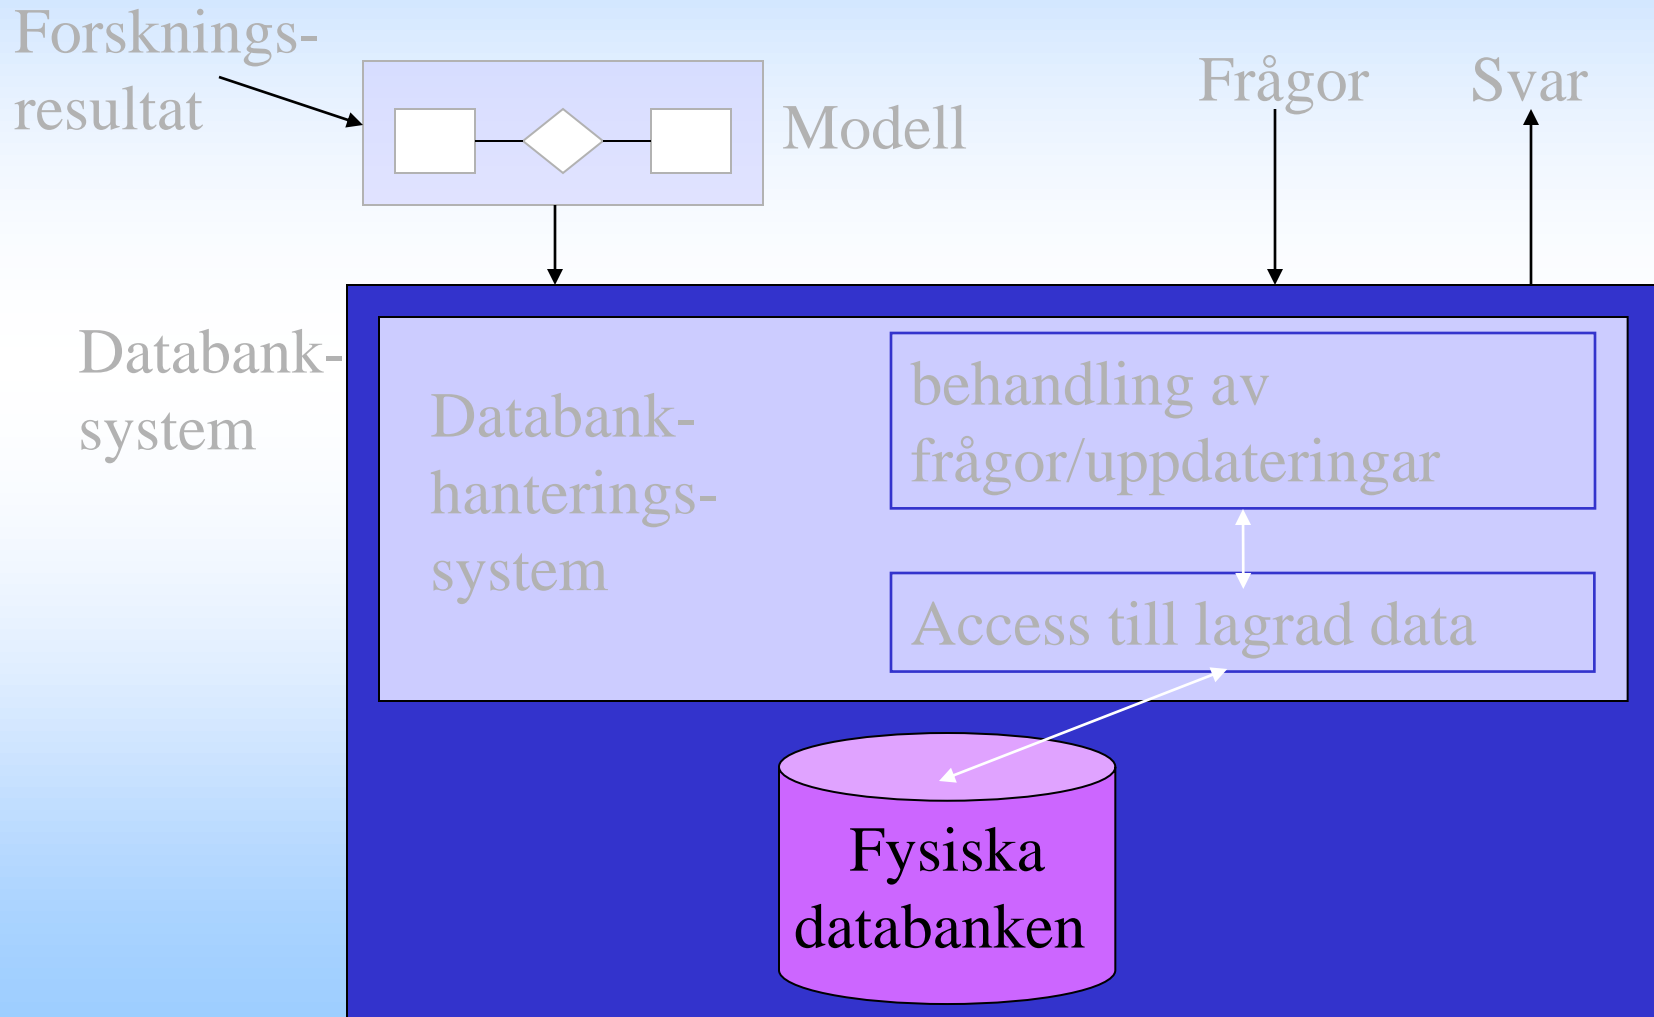 Forsknings-
resultat
Modell
Frågor
Svar
Databank-
system
Databank-
hanterings-
system
behandling av
frågor/uppdateringar
Access till lagrad data
Fysiska
databanken